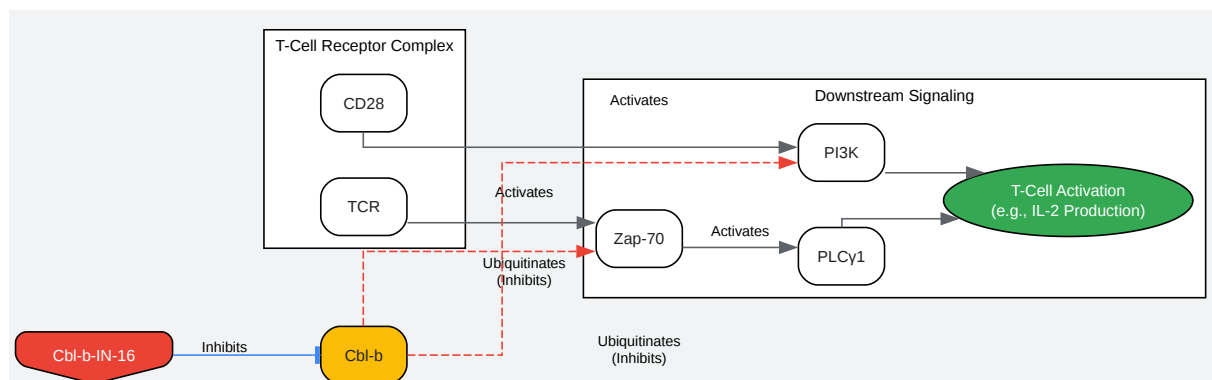 T-Cell Receptor Complex
CD28
TCR
Downstream Signaling
Activates
PI3K
Activates
T-Cell Activation
(e.g., IL-2 Production)
Zap-70
Activates
PLCγ1
Ubiquitinates
(Inhibits)
Cbl-b-IN-16
Inhibits
Cbl-b
Ubiquitinates
(Inhibits)